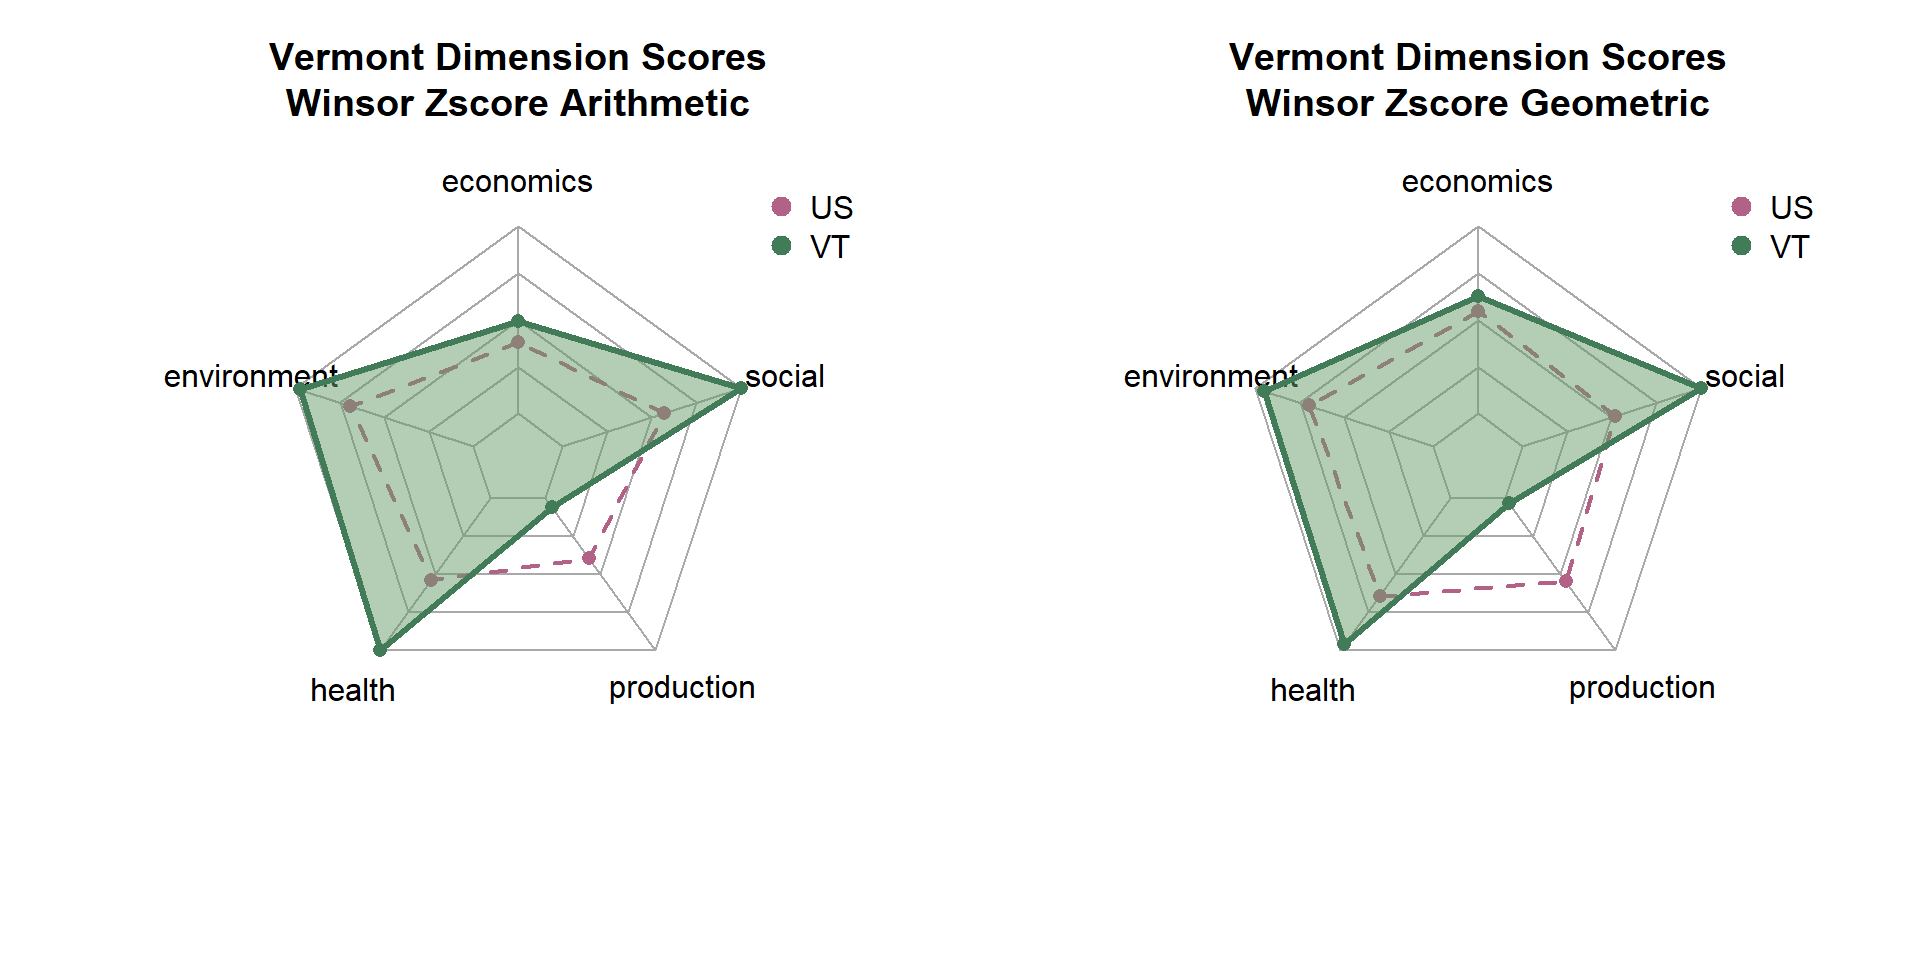 Vermont Dimension Scores
Winsor Zscore Arithmetic
economics
US
VT
environment
social
health
production
Vermont Dimension Scores
Winsor Zscore Geometric
economics
US
VT
environment
social
health
production